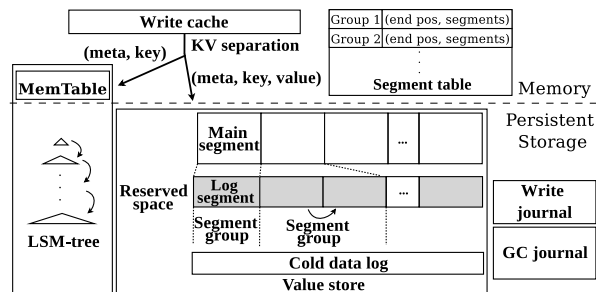 Write cache
(meta, key)
KV separation
(meta, key, value)
Group 1 (end pos, segments)
Group 2 (end pos, segments)
Segment table
MemTable
Memory
Persistent
Storage
Main
segment
...
Reserved
space
Log
segment
...
Segment
group
Segment
group
LSM-tree
Write
journal
GC journal
Cold data log
Value store